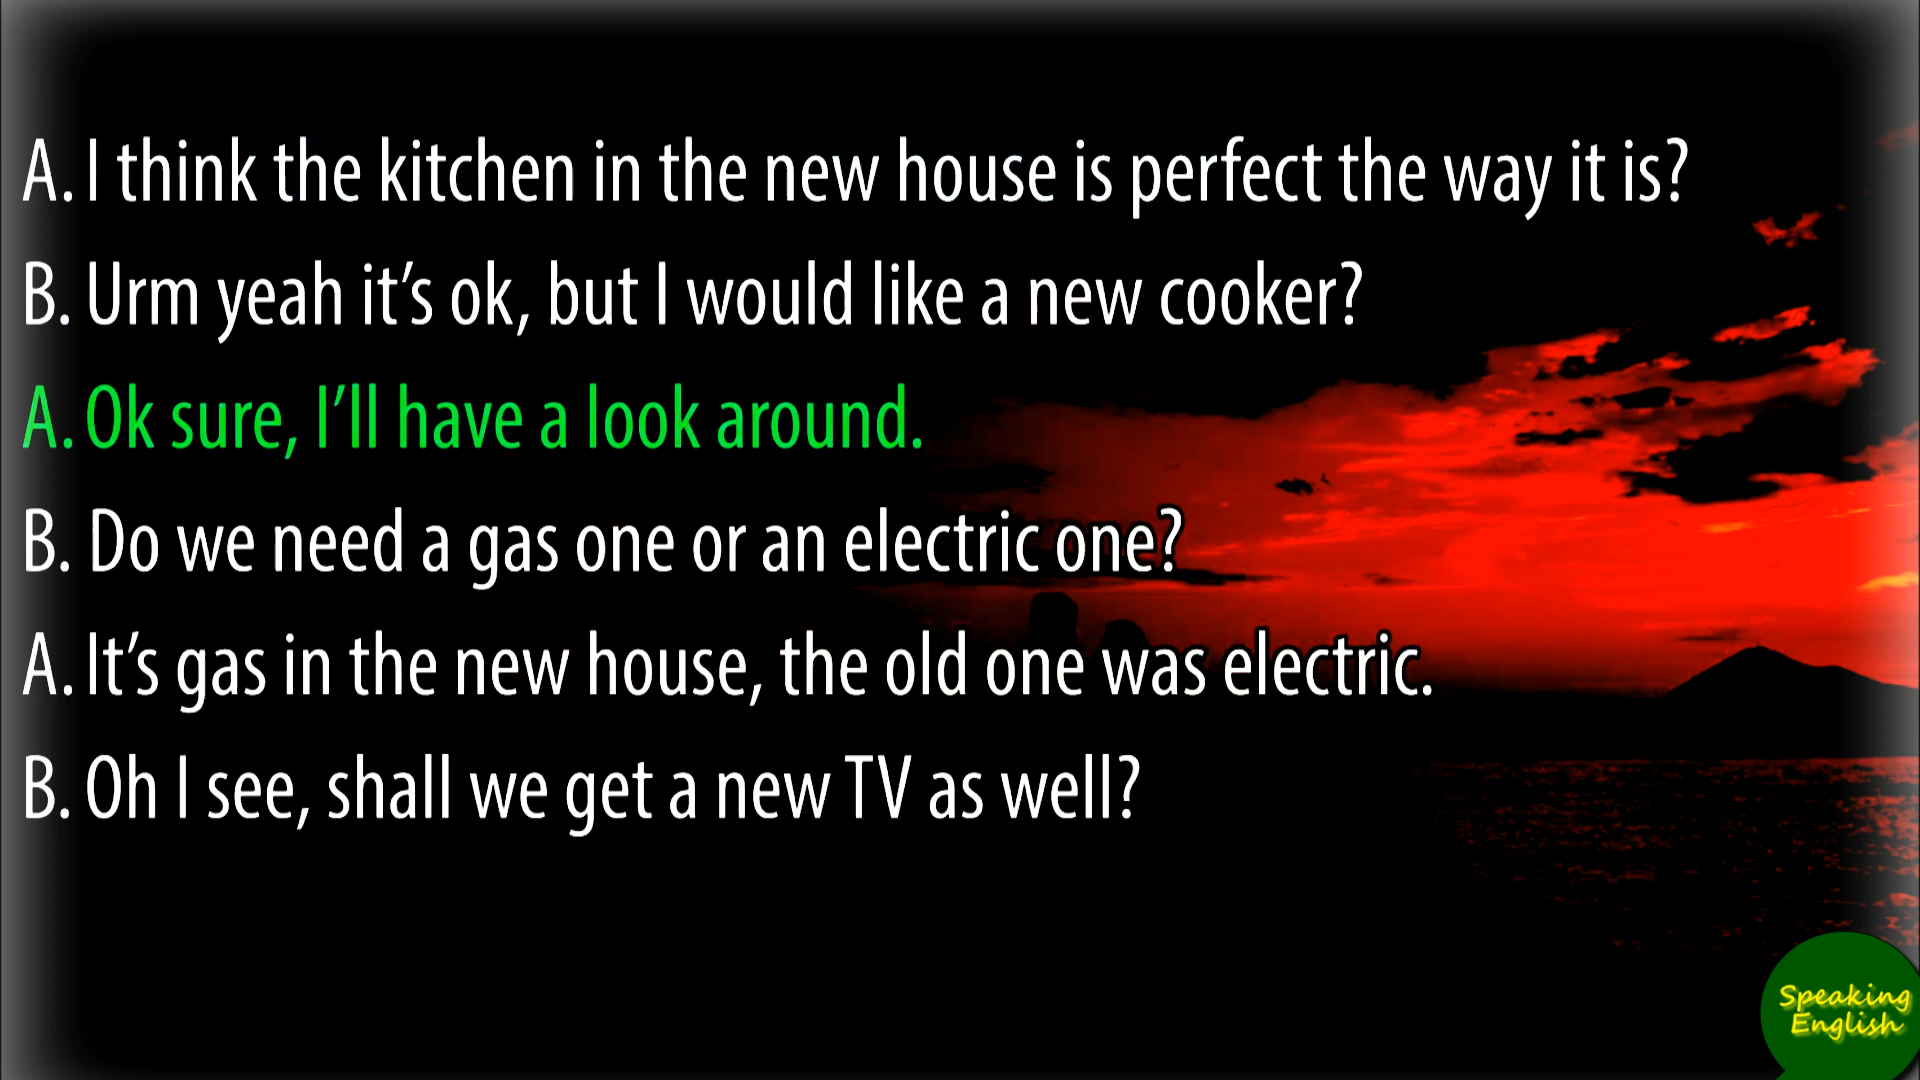 A. I think the kitchen in the new house is perfect the way it is?
B. Urm yeah it’s ok, but I would like a new cooker?
A. Ok sure, I’ll have a look around.
B. Do we need a gas one or an electric one?
A. It’s gas in the new house, the old one was electric.
B. Oh I see, shall we get a new TV as well?
Speaking
English